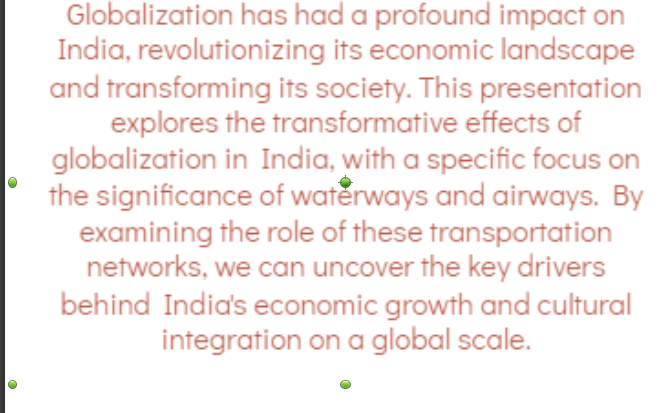 Globalization has had a profound impact on
India, revolutionizing its economic landscape
and transforming its society. This presentation
explores the transformative effects of
globalization in  India, with a specific focus on
the significance of waterways and airways.  By
examining the role of these transportation
networks, we can uncover the key drivers
behind  India's economic growth and cultural
integration on a global scale.